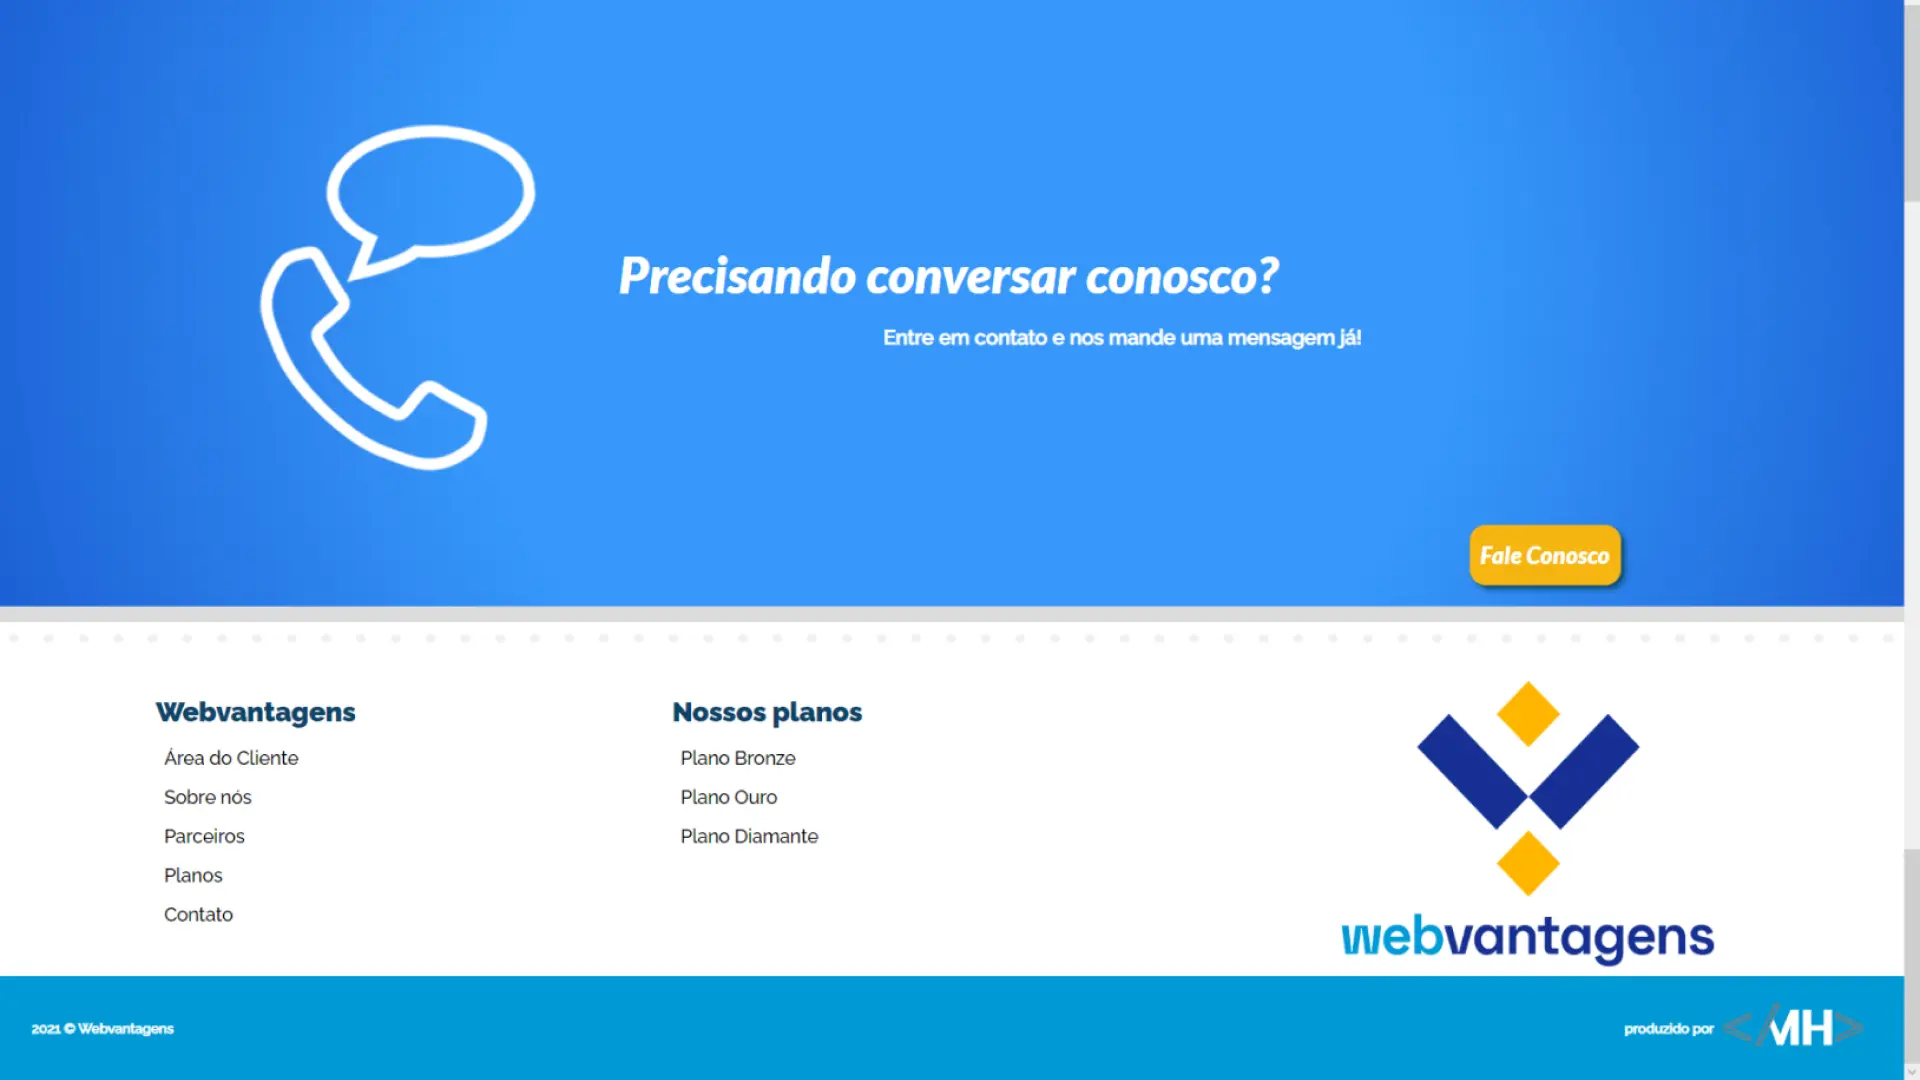 Precisando conversar conosco?
Entre em contato e nos mande uma mensagem já!
Fale Conosco
Webvantagens
Área do Cliente
Sobre nós
Parceiros
Planos
Contato
Nossos planos
Plano Bronze
Plano Ouro
Plano Diamante
webvantagens
2021 © Webvantagens
produzido por </MH>